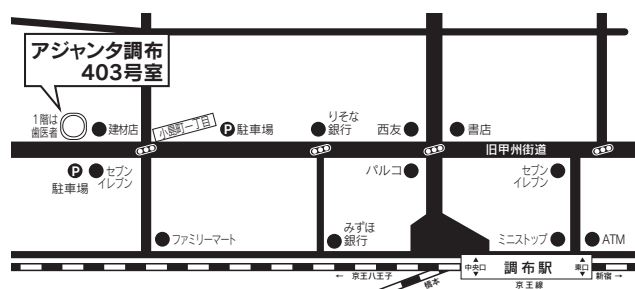 アジャンタ調布
403号室
1階は
歯医者
建材店
小島町一丁目
P 駐車場
りそな
銀行
西友
書店
旧甲州街道
P
駐車場
セブン
イレブン
パルコ
セブン
イレブン
ファミリーマート
みずほ
銀行
ミニストップ
ATM
← 京王八王子
橋本
中央口
調布駅
東口
京王線
新宿 →